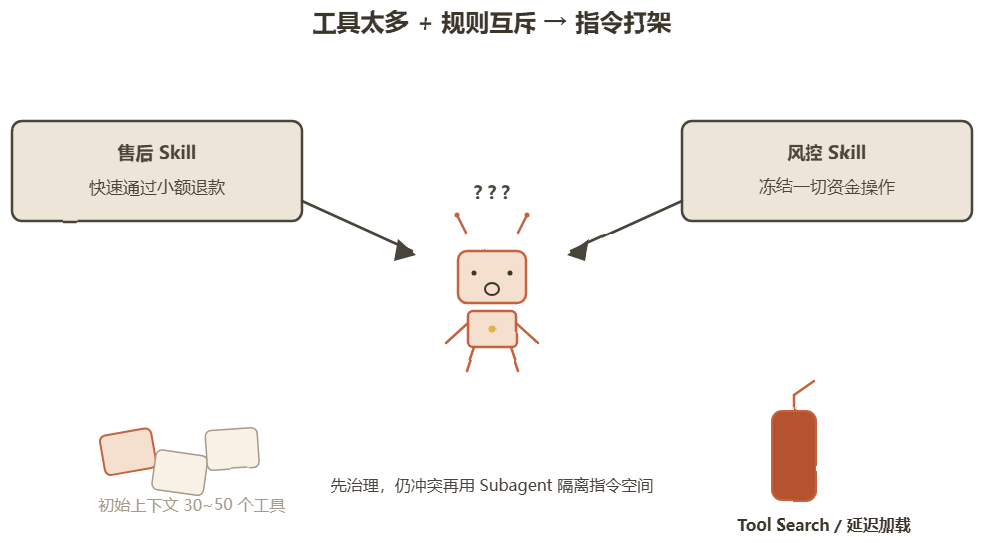 工具太多 + 规则互斥 → 指令打架
售后 Skill
快速通过小额退款
风控 Skill
冻结一切资金操作
? ? ?
初始上下文 30~50 个工具
先治理，仍冲突再用 Subagent 隔离指令空间
Tool Search / 延迟加载